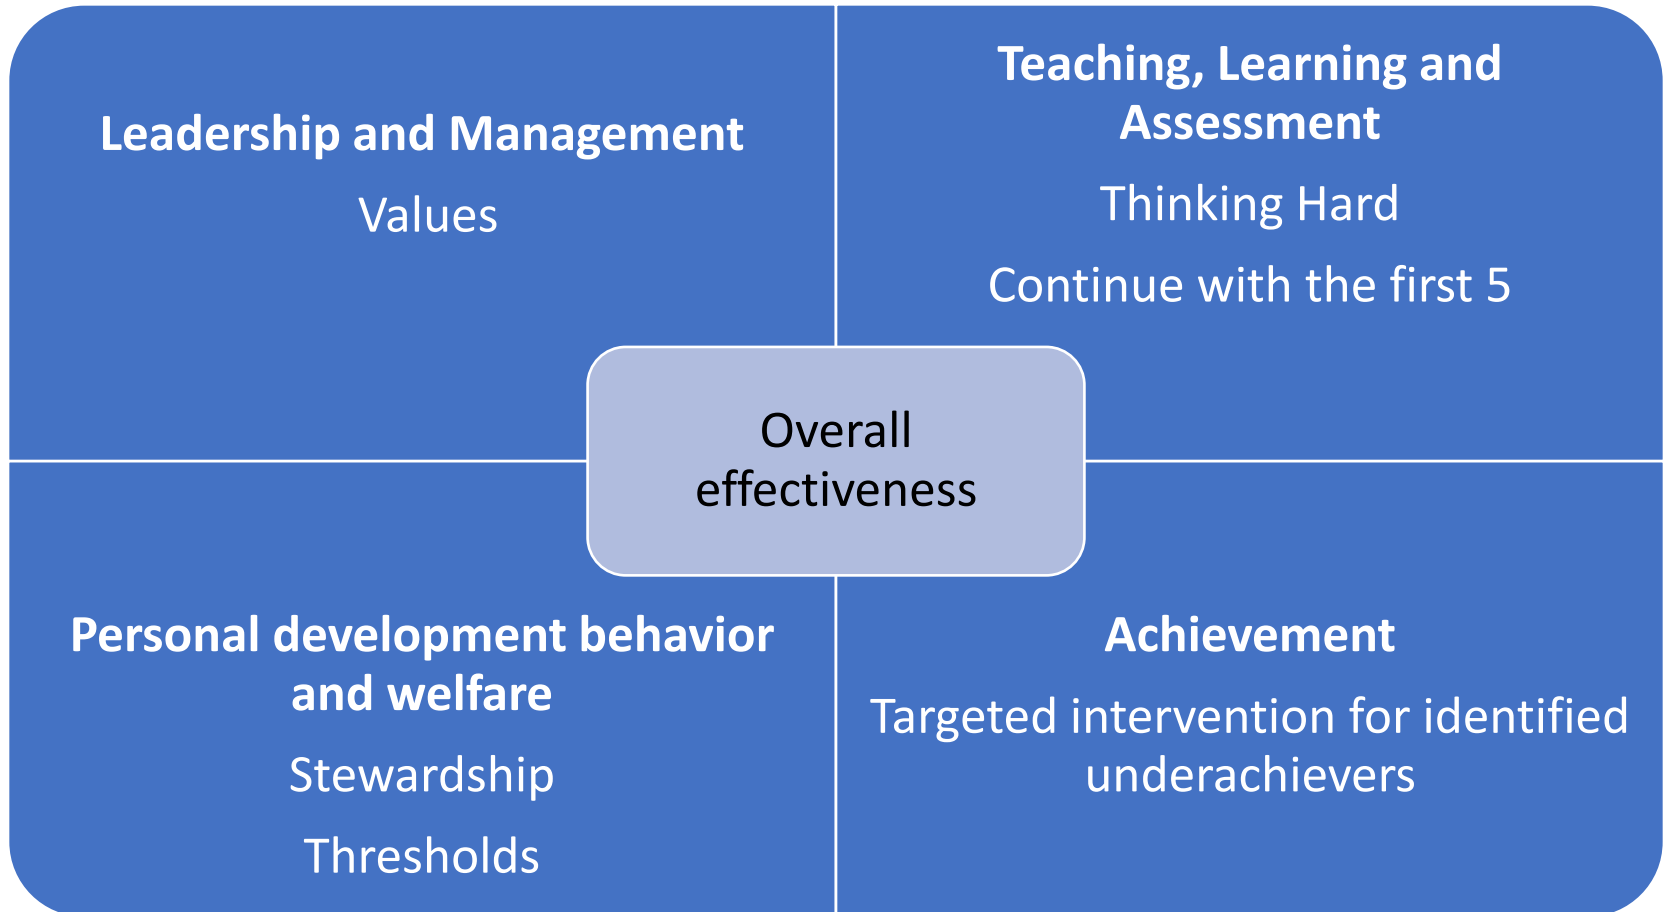 Leadership and Management
Values
Teaching, Learning and
Assessment
Thinking Hard
Continue with the first 5
Overall
effectiveness
Personal development behavior
and welfare
Stewardship
Thresholds
Achievement
Targeted intervention for identified
underachievers